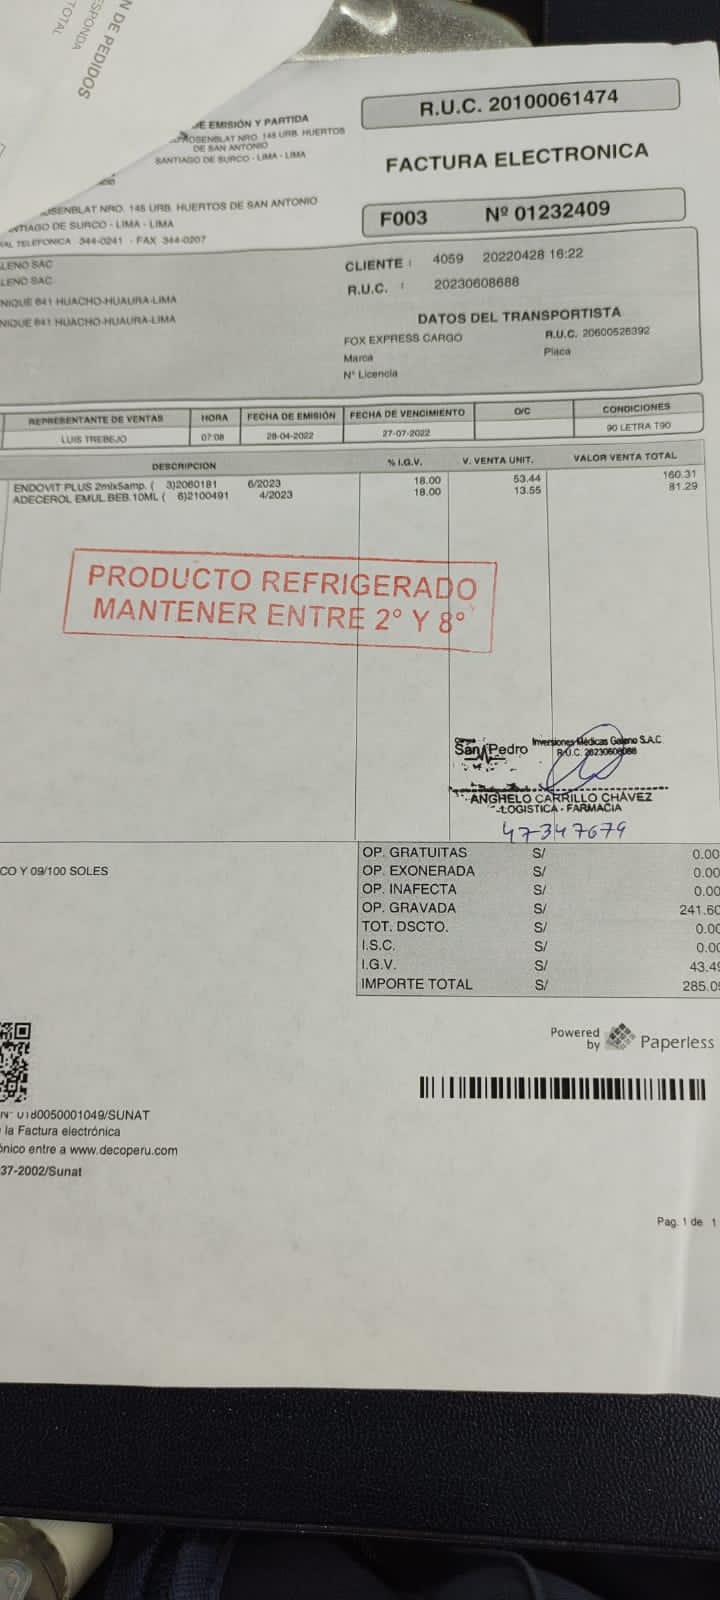 N DE PEDIDOS
ESPONDA
TOTAL
E EMISIÓN Y PARTIDA
ROSENBLAT NRO. 145 URB. HUERTOS
DE SAN ANTONIO
SANTIAGO DE SURCO - LIMA - LIMA
R.U.C. 20100061474
FACTURA ELECTRONICA
F003 Nº 01232409
USENBLAT NRO. 145 URB. HUERTOS DE SAN ANTONIO
NTIAGO DE SURCO - LIMA - LIMA
AL TELEFONICA 344-0241 - FAX 344-0207
LENO SAC
LENO SAC
NIQUE 641 HUACHO-HUAURA-LIMA
NIQUE 641 HUACHO-HUAURA-LIMA
CLIENTE : 4059 20220428 16:22
R.U.C. : 20230608688
DATOS DEL TRANSPORTISTA
FOX EXPRESS CARGO R.U.C. 20600526392
Marca Placa
N° Licencia
REPRESENTANTE DE VENTAS HORA FECHA DE EMISIÓN FECHA DE VENCIMIENTO O/C CONDICIONES
LUIS TREBEJO 07:08 28-04-2022 27-07-2022 90 LETRA T90
DESCRIPCION % I.G.V. V. VENTA UNIT. VALOR VENTA TOTAL
ENDOVIT PLUS 2mlx5amp. ( 3)2060181 6/2023 18.00 53.44 160.31
ADECEROL EMUL.BEB.10ML ( 6)2100491 4/2023 18.00 13.55 81.29
PRODUCTO REFRIGERADO
MANTENER ENTRE 2° Y 8°
San Pedro
Inversiones Médicas Galeno S.A.C.
ANGHELO CARRILLO CHÁVEZ
LOGISTICA - FARMACIA
47347679
CO Y 09/100 SOLES
OP. GRATUITAS S/ 0.00
OP. EXONERADA S/ 0.00
OP. INAFECTA S/ 0.00
OP. GRAVADA S/ 241.60
TOT. DSCTO. S/ 0.00
I.S.C. S/ 0.00
I.G.V. S/ 43.49
IMPORTE TOTAL S/ 285.09
Powered by Paperless
N° 0180050001049/SUNAT
la Factura electrónica
ónico entre a www.decoperu.com
37-2002/Sunat
Pag. 1 de 1